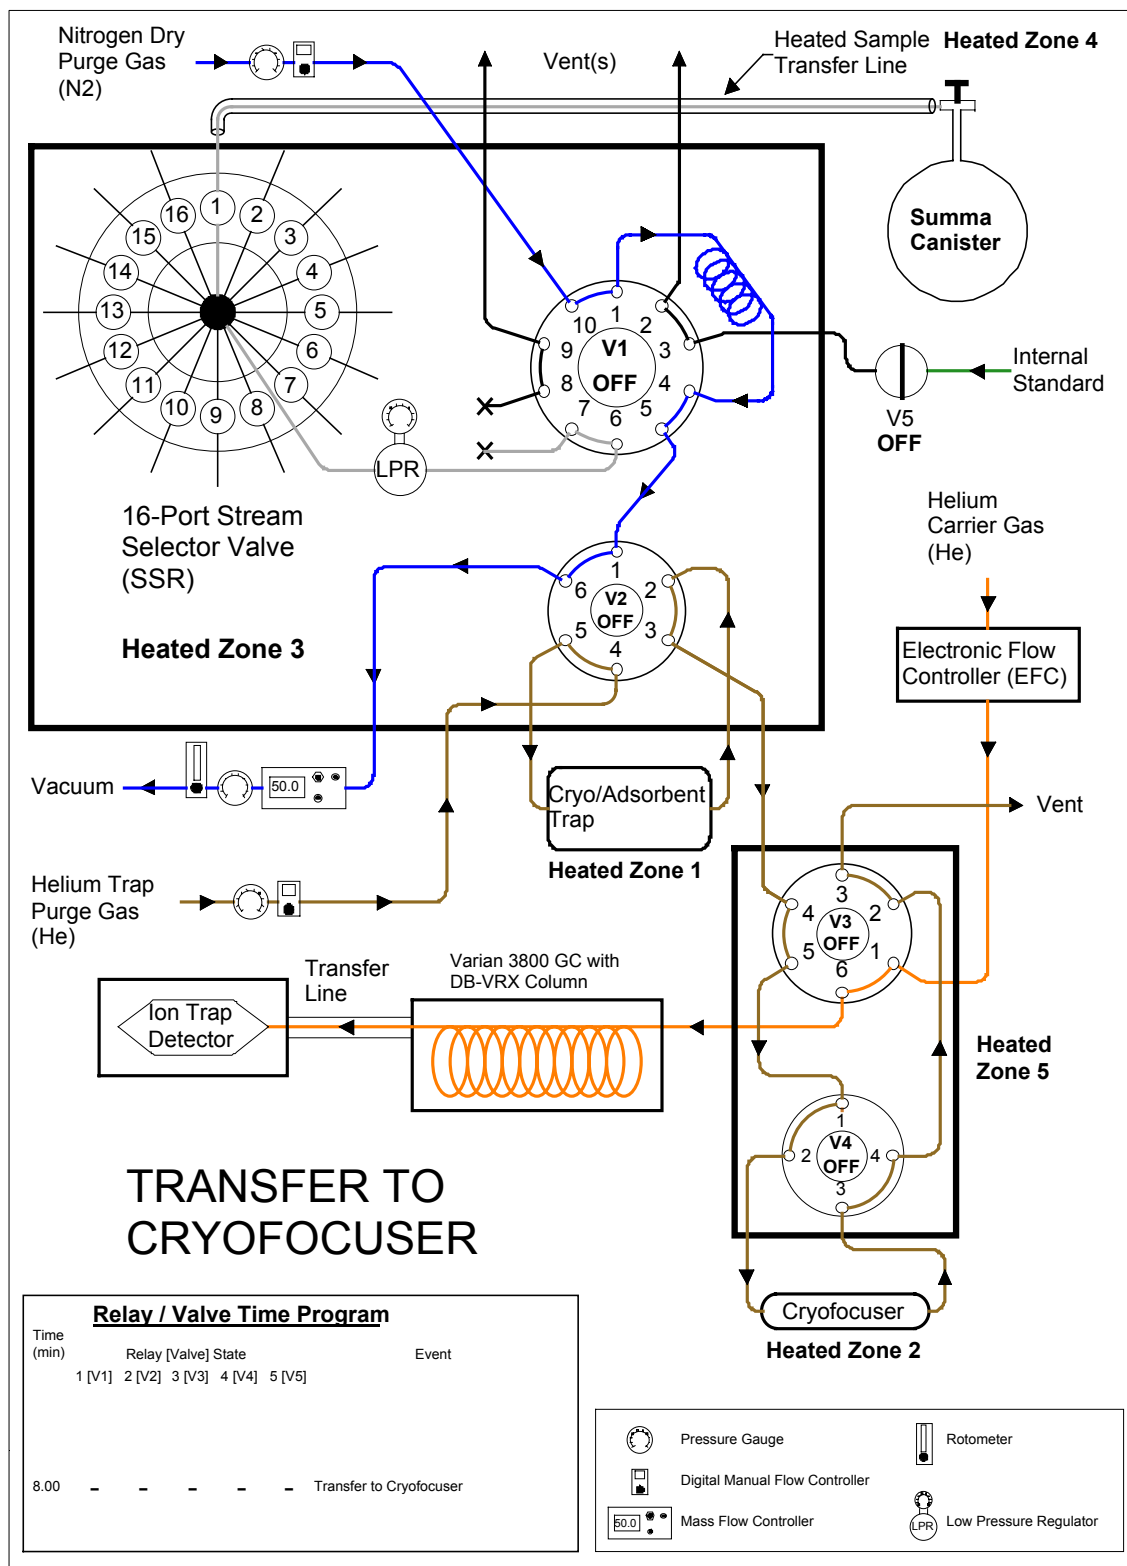 Nitrogen Dry
Purge Gas
(N2)
Vent(s)
Heated Sample
Transfer Line
Heated Zone 4
Summa
Canister
1
2
3
4
5
6
7
8
9
10
11
12
13
14
15
16
1
2
3
4
5
6
7
8
9
10
V1
OFF
Internal
Standard
V5
OFF
LPR
16-Port Stream
Selector Valve
(SSR)
Heated Zone 3
1
2
3
4
5
6
V2
OFF
Helium
Carrier Gas
(He)
Electronic Flow
Controller (EFC)
Vacuum
50.0
Cryo/Adsorbent
Trap
Heated Zone 1
Vent
Helium Trap
Purge Gas
(He)
3
4
2
V3
OFF
5
1
6
Transfer
Line
Varian 3800 GC with
DB-VRX Column
Ion Trap
Detector
Heated
Zone 5
1
V4
2
4
OFF
3
TRANSFER TO
CRYOFOCUSER
Cryofocuser
Heated Zone 2
Relay / Valve Time Program
Time
(min)
Relay [Valve] State
Event
1 [V1] 2 [V2] 3 [V3] 4 [V4] 5 [V5]
8.00 - - - - - Transfer to Cryofocuser
Pressure Gauge
Rotometer
Digital Manual Flow Controller
50.0
Mass Flow Controller
LPR
Low Pressure Regulator